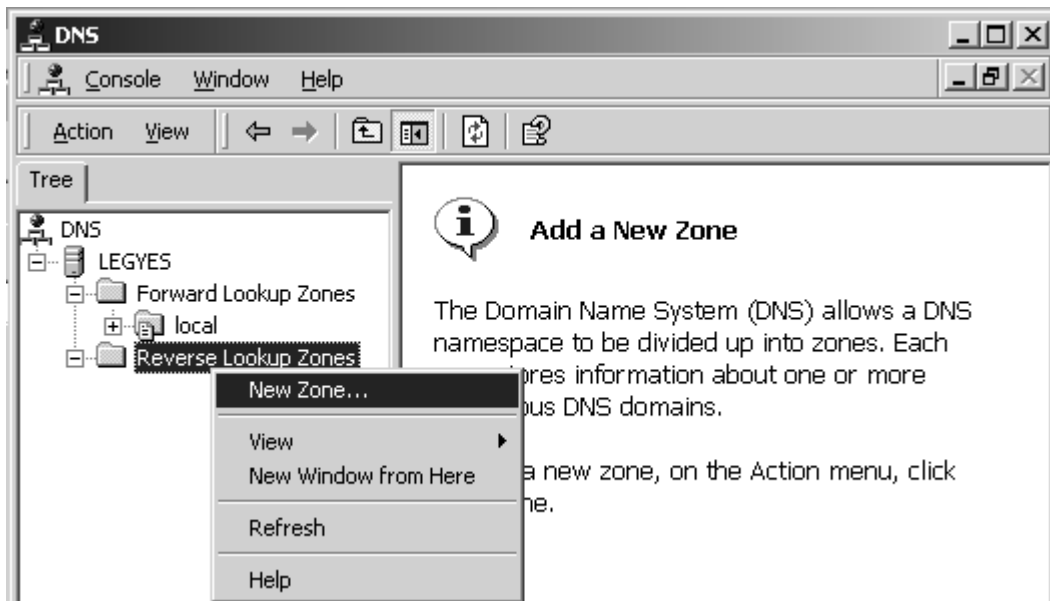 DNS
Console Window Help
Action View
Tree
DNS
LEGYES
Forward Lookup Zones
local
Reverse Lookup Zones
New Zone...
View
New Window from Here
Refresh
Help
Add a New Zone
The Domain Name System (DNS) allows a DNS
namespace to be divided up into zones. Each
information about one or more
DNS domains.
a new zone, on the Action menu, click